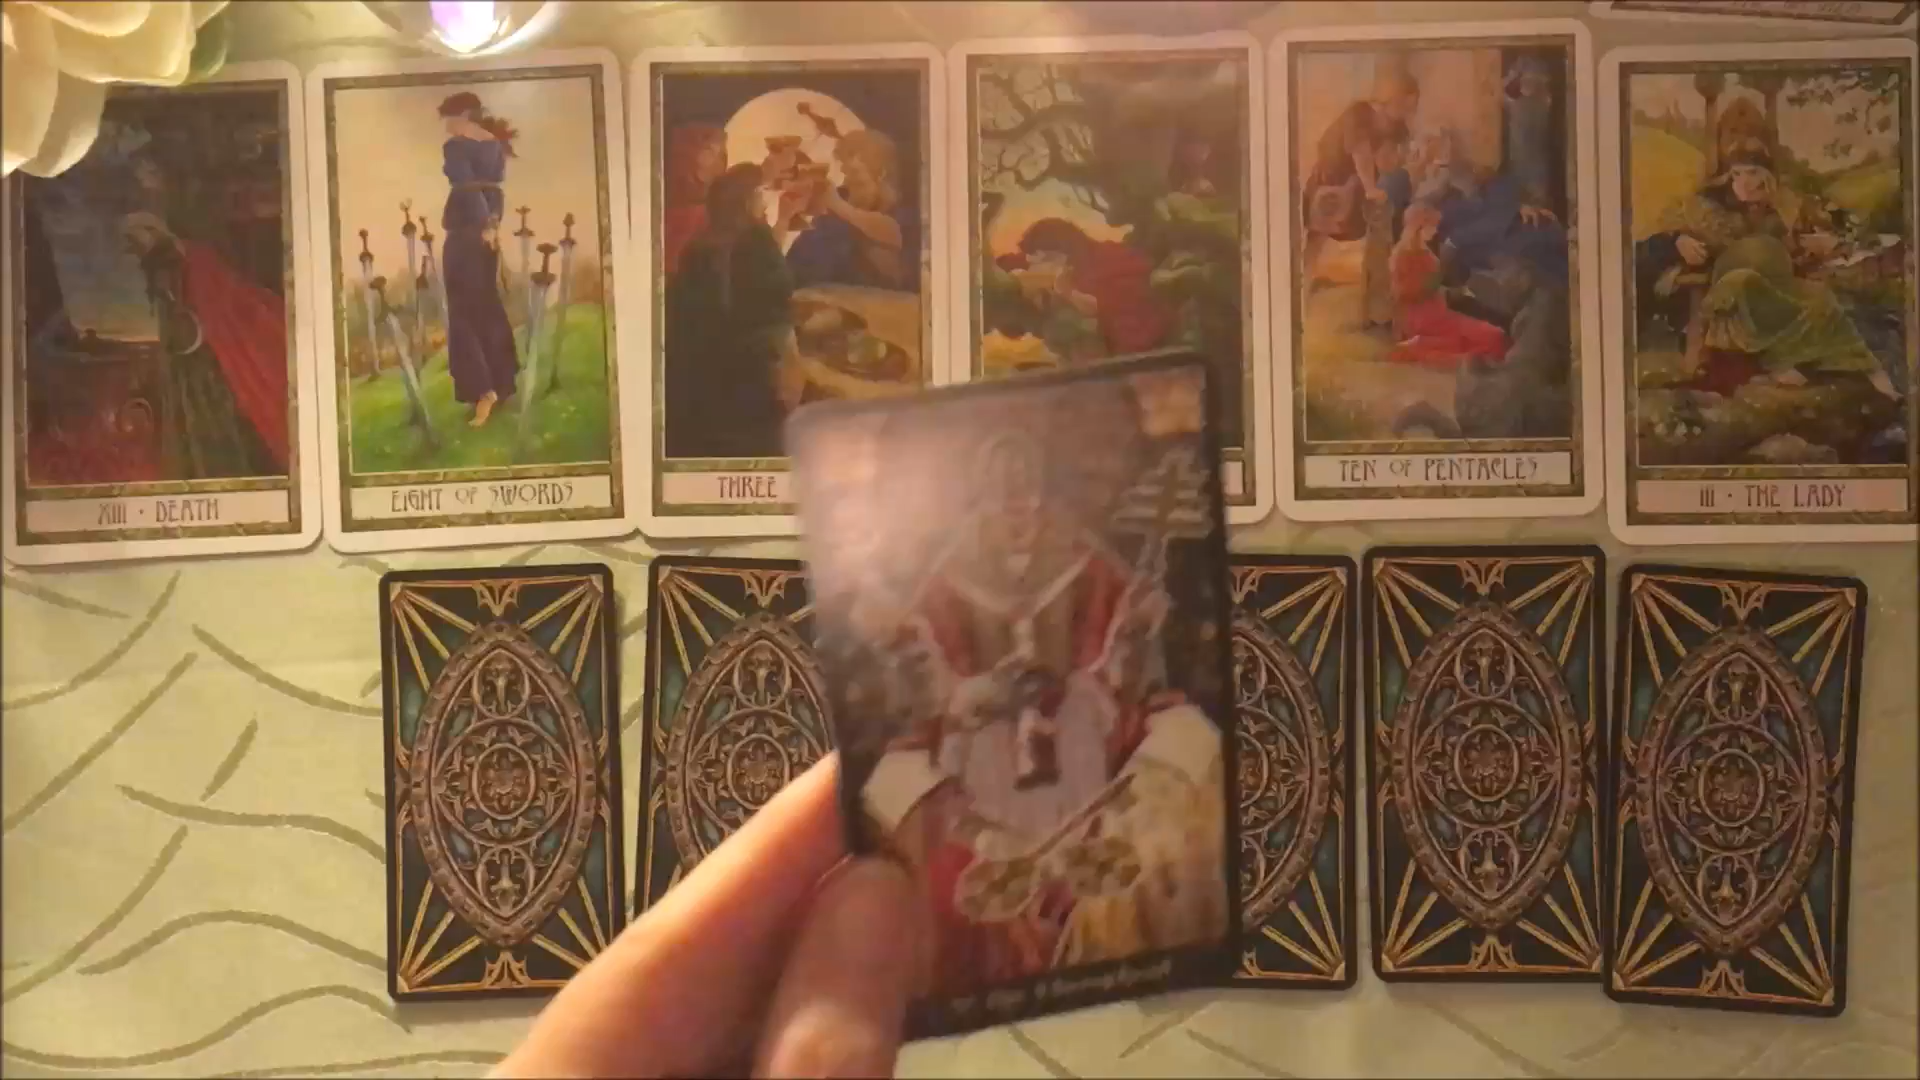 XIII • DEATH
EIGHT OF SWORDS
THREE
TEN OF PENTACLES
III • THE LADY